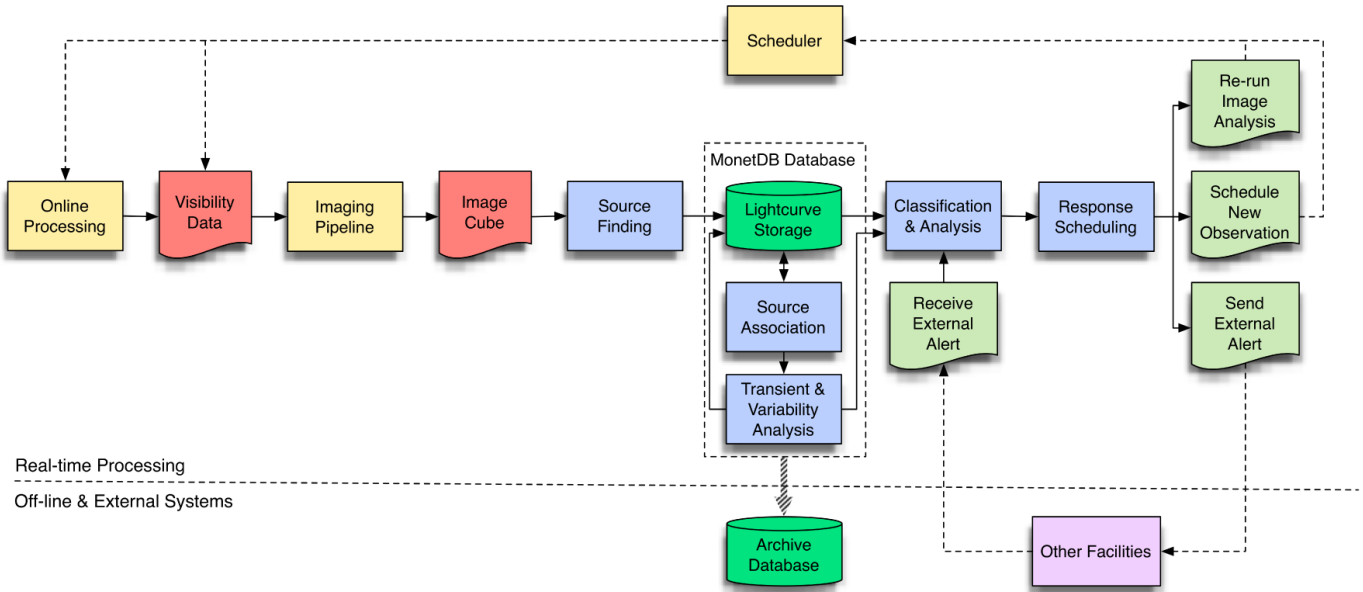 Scheduler
Re-run
Image
Analysis
MonetDB Database
Online
Processing
Visibility
Data
Imaging
Pipeline
Image
Cube
Source
Finding
Lightcurve
Storage
Classification
& Analysis
Response
Scheduling
Schedule
New
Observation
Source
Association
Receive
External
Alert
Send
External
Alert
Transient &
Variability
Analysis
Real-time Processing
Off-line & External Systems
Archive
Database
Other Facilities